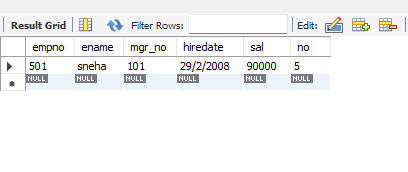 Result Grid Filter Rows: Edit:
empno ename mgr_no hiredate sal no
501 sneha 101 29/2/2008 90000 5
NULL NULL NULL NULL NULL NULL